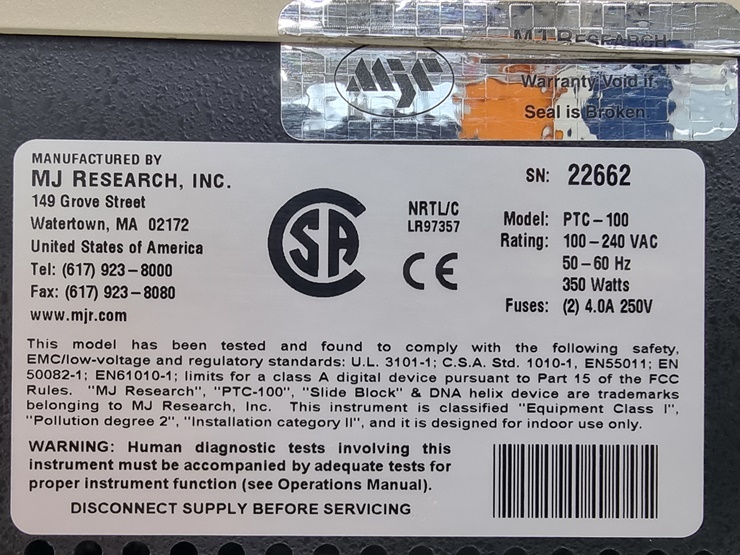 MJ RESEARCH
mjr
Warranty Void if
Seal is Broken.
MANUFACTURED BY
MJ RESEARCH, INC.
149 Grove Street
Watertown, MA 02172
United States of America
Tel: (617) 923–8000
Fax: (617) 923–8080
www.mjr.com
CSA
NRTL/C
LR97357
CE
SN: 22662
Model: PTC–100
Rating: 100–240 VAC
50–60 Hz
350 Watts
Fuses: (2) 4.0A 250V
This model has been tested and found to comply with the following safety,
EMC/low-voltage and regulatory standards: U.L. 3101-1; C.S.A. Std. 1010-1, EN55011; EN
50082-1; EN61010-1; limits for a class A digital device pursuant to Part 15 of the FCC
Rules. "MJ Research", "PTC-100", "Slide Block" & DNA helix device are trademarks
belonging to MJ Research, Inc. This instrument is classified "Equipment Class I",
"Pollution degree 2", "Installation category II", and it is designed for indoor use only.
WARNING: Human diagnostic tests involving this
instrument must be accompanied by adequate tests for
proper instrument function (see Operations Manual).
DISCONNECT SUPPLY BEFORE SERVICING